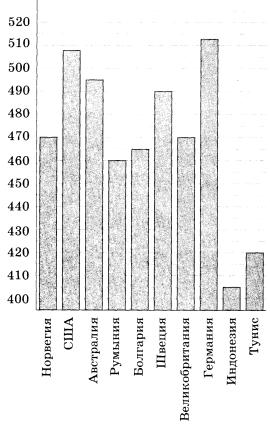 520
510
500
490
480
470
460
450
440
430
420
410
400
Норвегия
США
Австралия
Румыния
Болгария
Швеция
Великобритания
Германия
Индонезия
Тунис